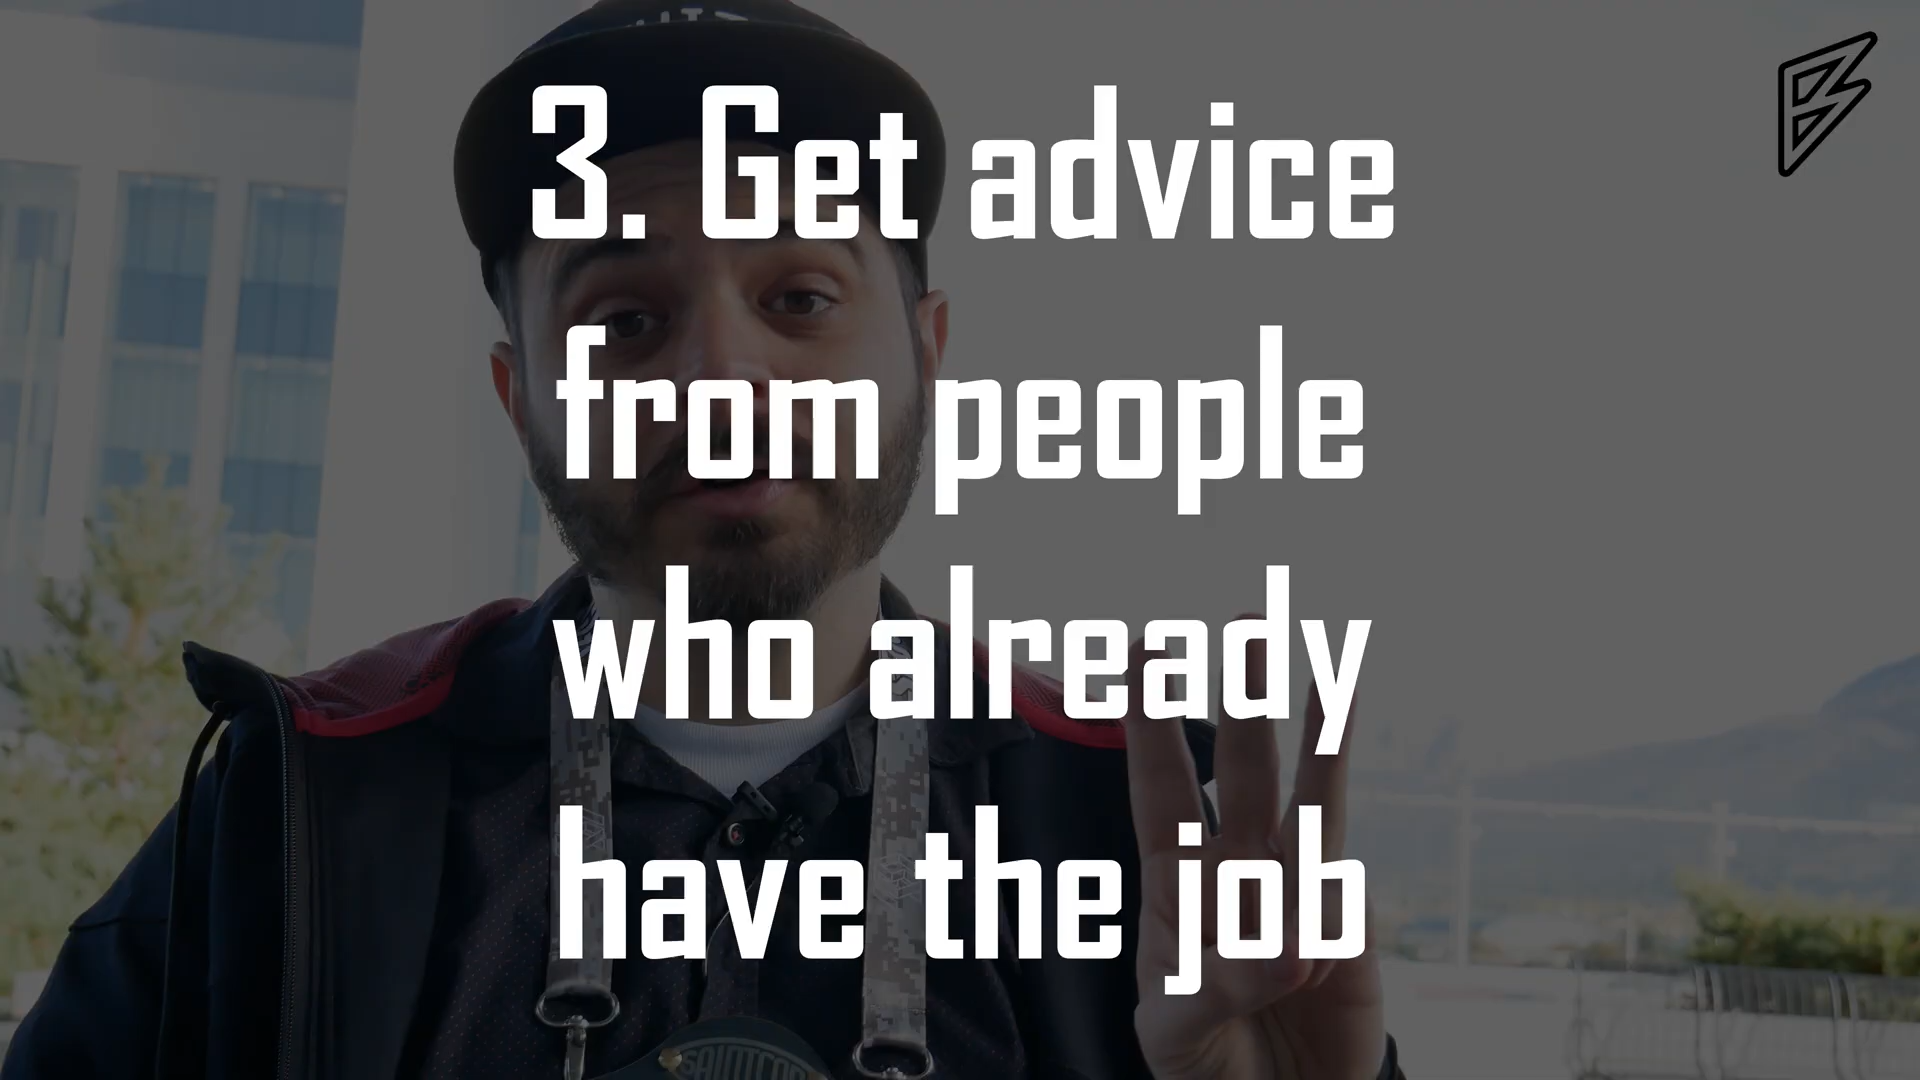 3. Get advice
from people
who already
have the job